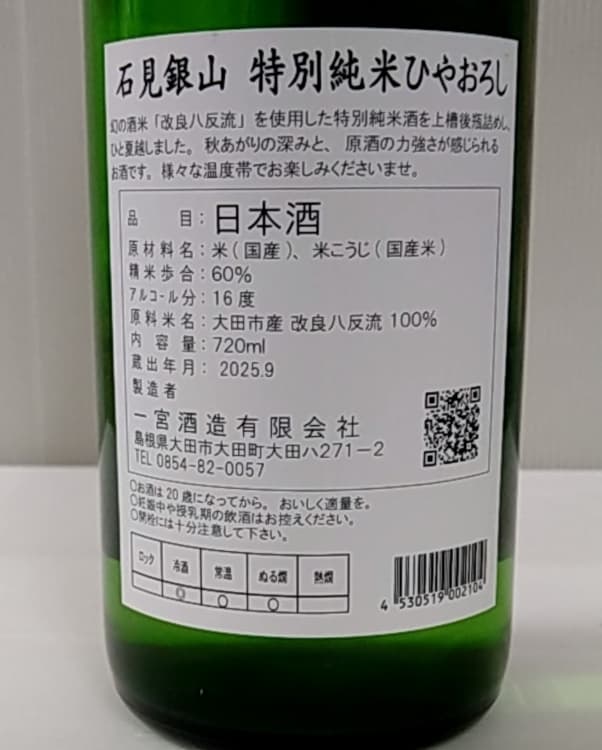 石見銀山 特別純米ひやおろし
幻の酒米「改良八反流」を使用した特別純米酒を上槽後瓶詰めし、
ひと夏越しました。秋あがりの深みと、原酒の力強さが感じられる
お酒です。様々な温度帯でお楽しみくださいませ。
品目：日本酒
原材料名：米(国産)、米こうじ(国産米)
精米歩合：60%
アルコール分：16度
原料米名：大田市産 改良八反流 100%
内容量：720ml
蔵出年月：2025.9
製造者
一宮酒造有限会社
島根県大田市大田町大田ハ271-2
TEL 0854-82-0057
○お酒は20歳になってから。おいしく適量を。
○妊娠中や授乳期の飲酒はお控えください。
○開栓には十分注意して下さい。
ロック 冷酒 常温 ぬる燗 熱燗
◎ ○ ○
4 530519 002104